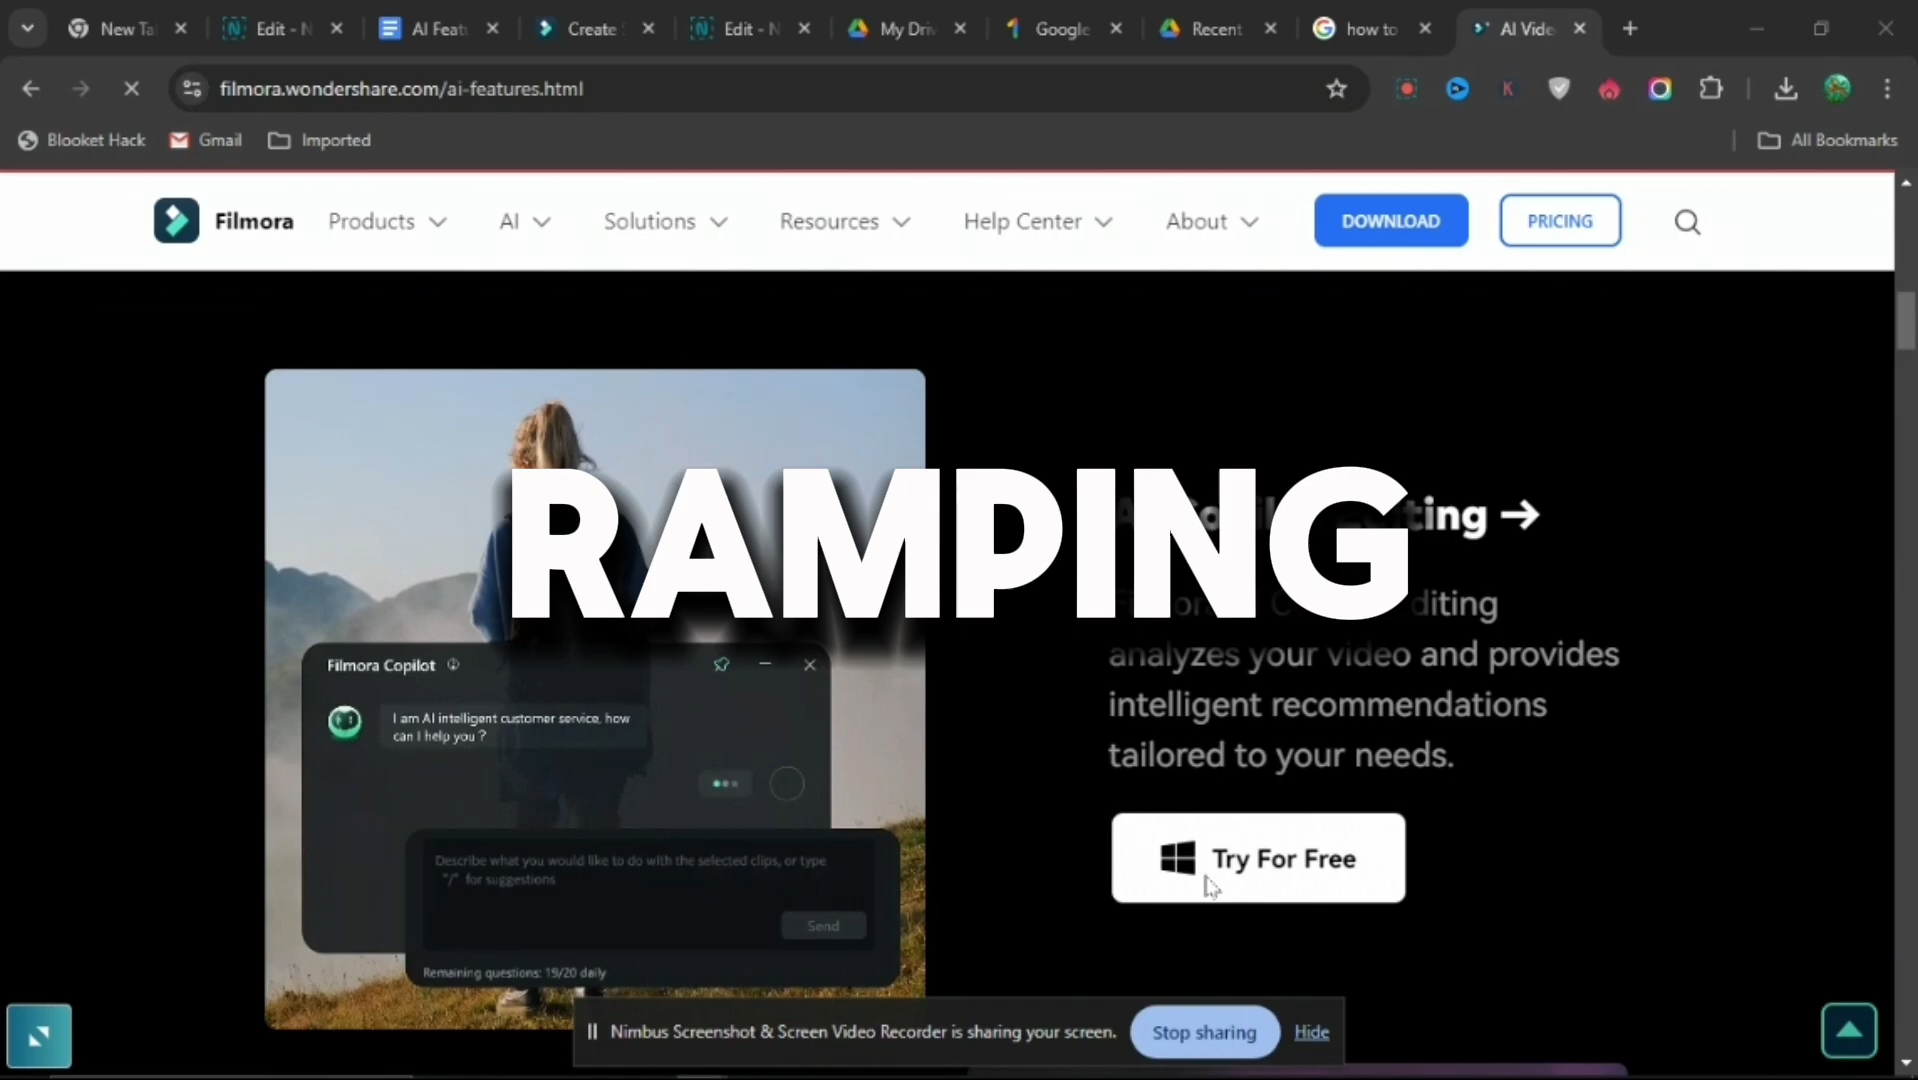 New Ta
Edit - N
AI Featu
Create S
Edit - N
My Driv
Google
Recent
how to
AI Vide
filmora.wondershare.com/ai-features.html
K
Blooket Hack
Gmail
Imported
All Bookmarks
Filmora
Products
AI
Solutions
Resources
Help Center
About
DOWNLOAD
PRICING
RAMPING
ting
diting
analyzes your video and provides
intelligent recommendations
tailored to your needs.
Try For Free
Filmora Copilot
I am AI intelligent customer service, how
can I help you ?
Describe what you would like to do with the selected clips, or type
"/" for suggestions
Send
Remaining questions: 19/20 daily
Nimbus Screenshot & Screen Video Recorder is sharing your screen.
Stop sharing
Hide